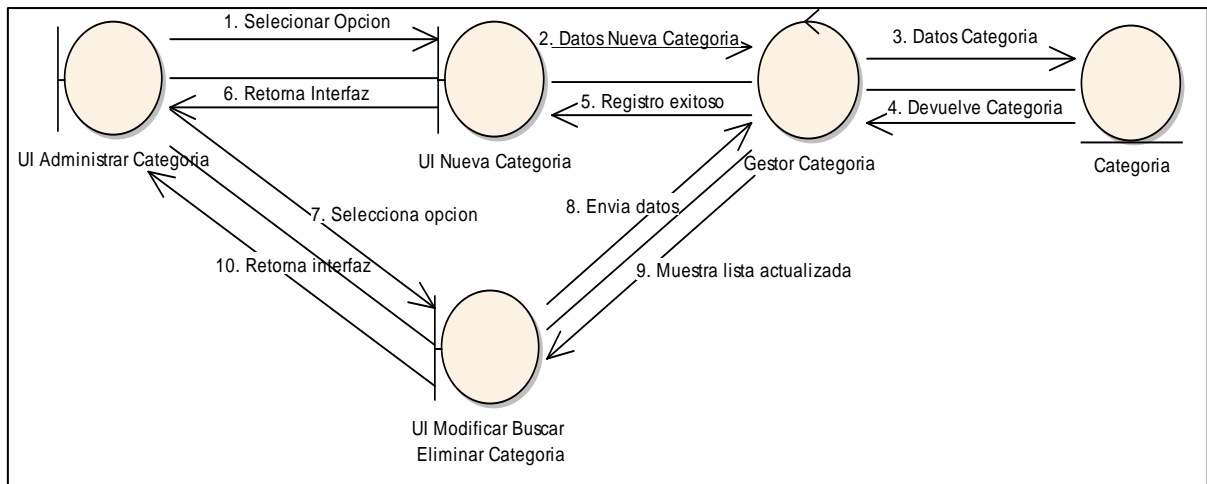 1. Selecionar Opcion
2. Datos Nueva Categoria
3. Datos Categoria
6. Retorna Interfaz
5. Registro exitoso
4. Devuelve Categoria
UI Administrar Categoria
UI Nueva Categoria
Gestor Categoria
Categoria
7. Selecciona opcion
8. Envia datos
10. Retorna interfaz
9. Muestra lista actualizada
UI Modificar Buscar
Eliminar Categoria